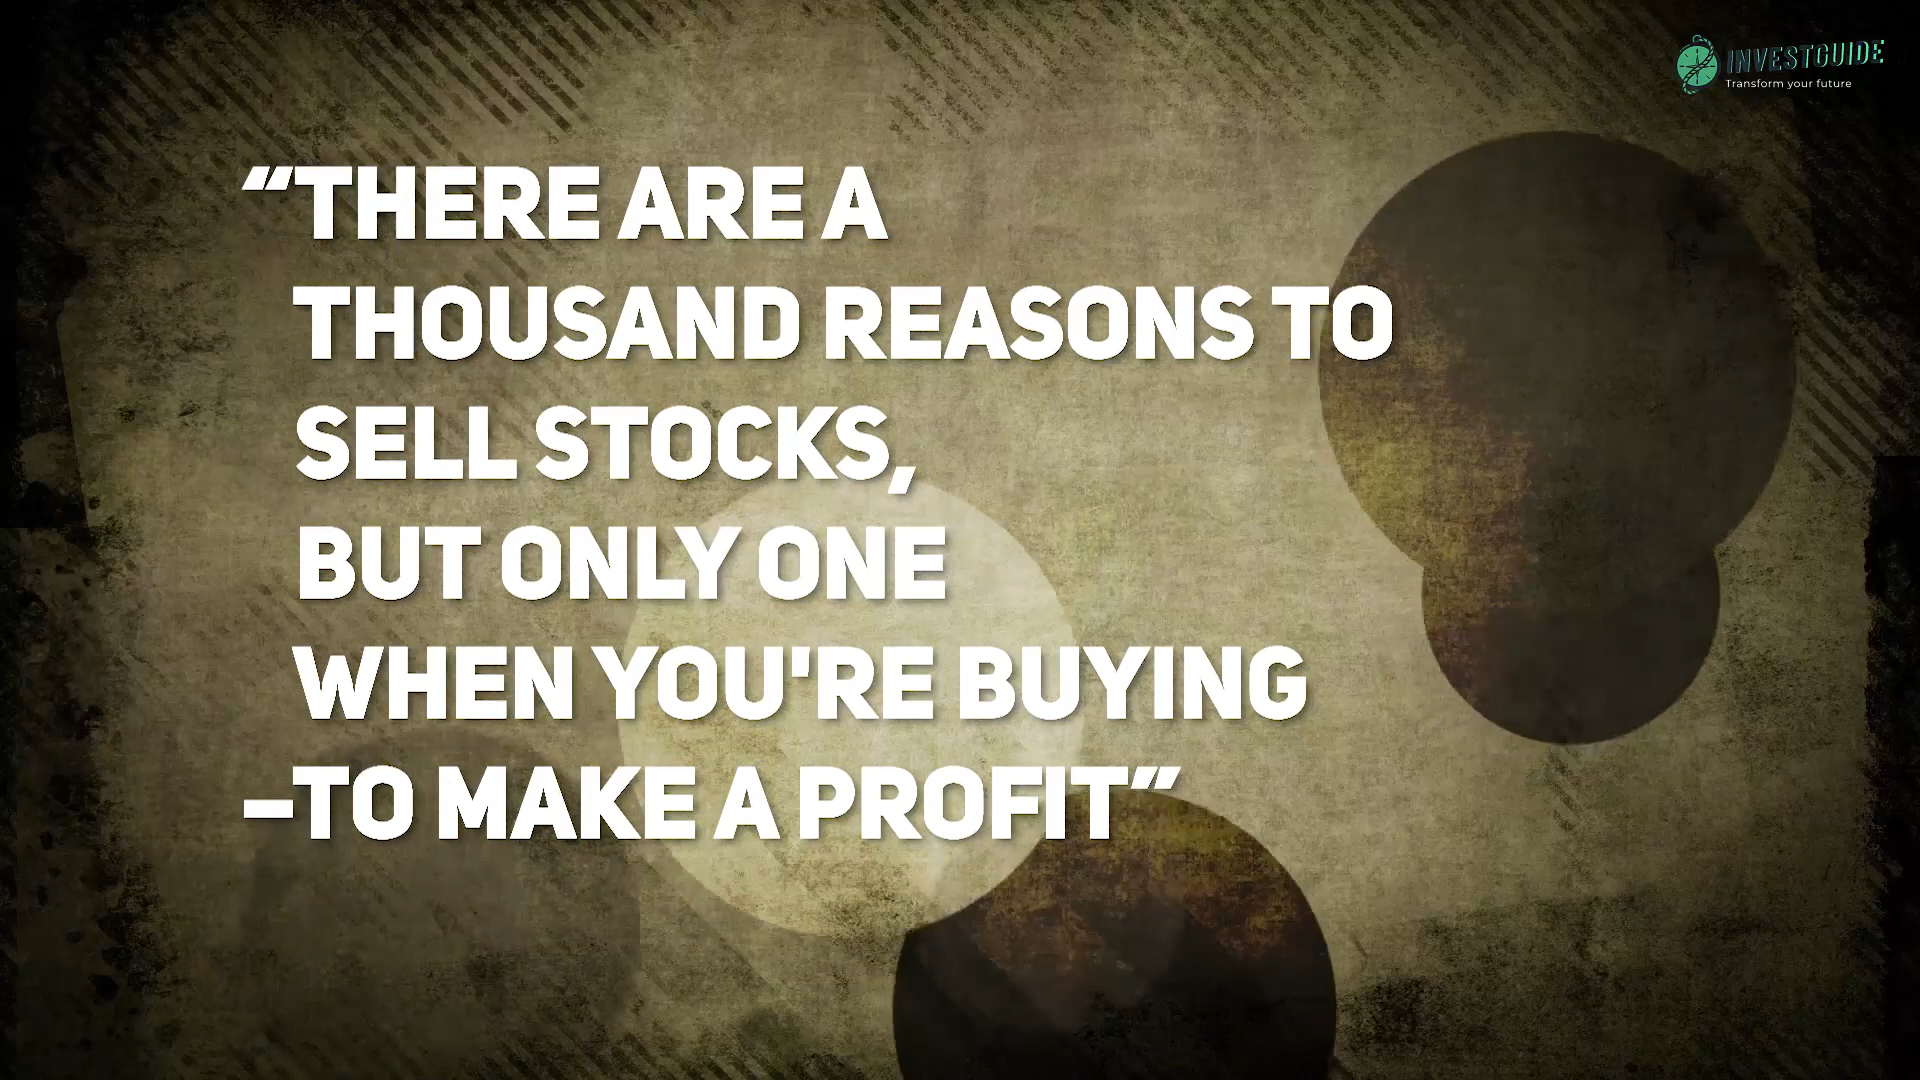 INVESTGUIDE
Transform your future
“THERE ARE A
THOUSAND REASONS TO
SELL STOCKS,
BUT ONLY ONE
WHEN YOU'RE BUYING
–TO MAKE A PROFIT”